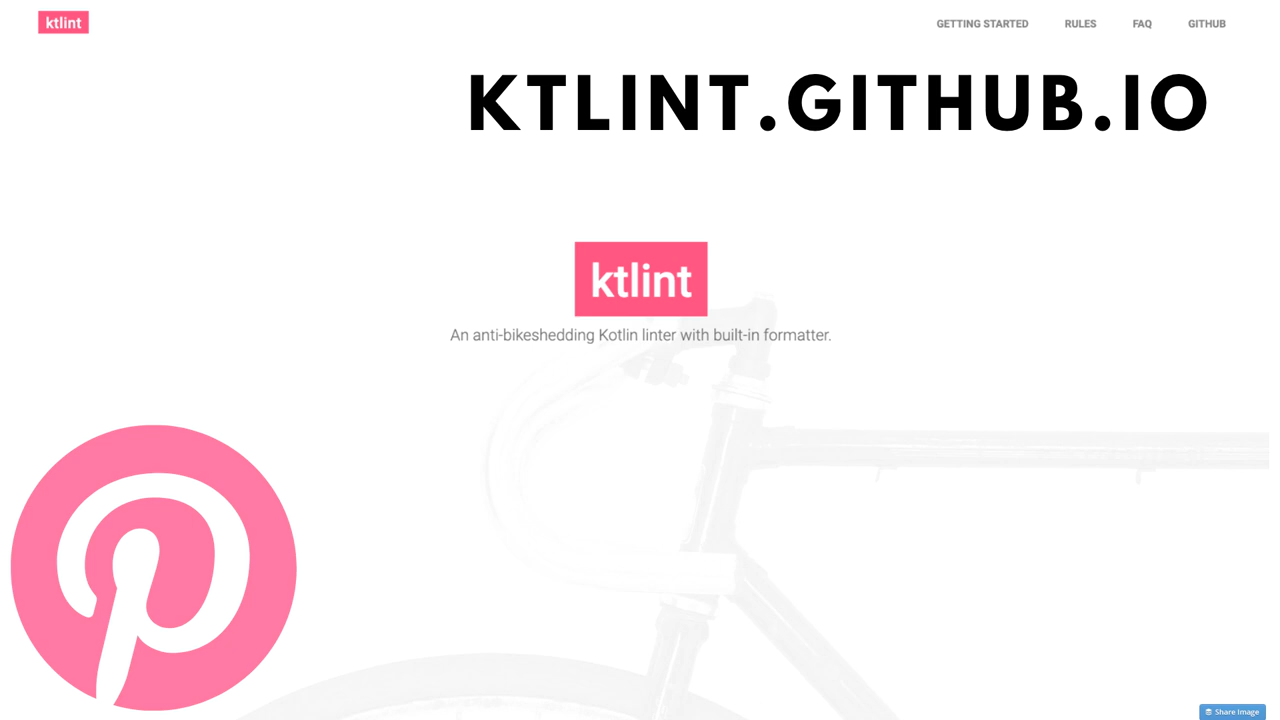 ktlint
GETTING STARTED RULES FAQ GITHUB
KTLINT.GITHUB.IO
ktlint
An anti-bikeshedding Kotlin linter with built-in formatter.
Share Image